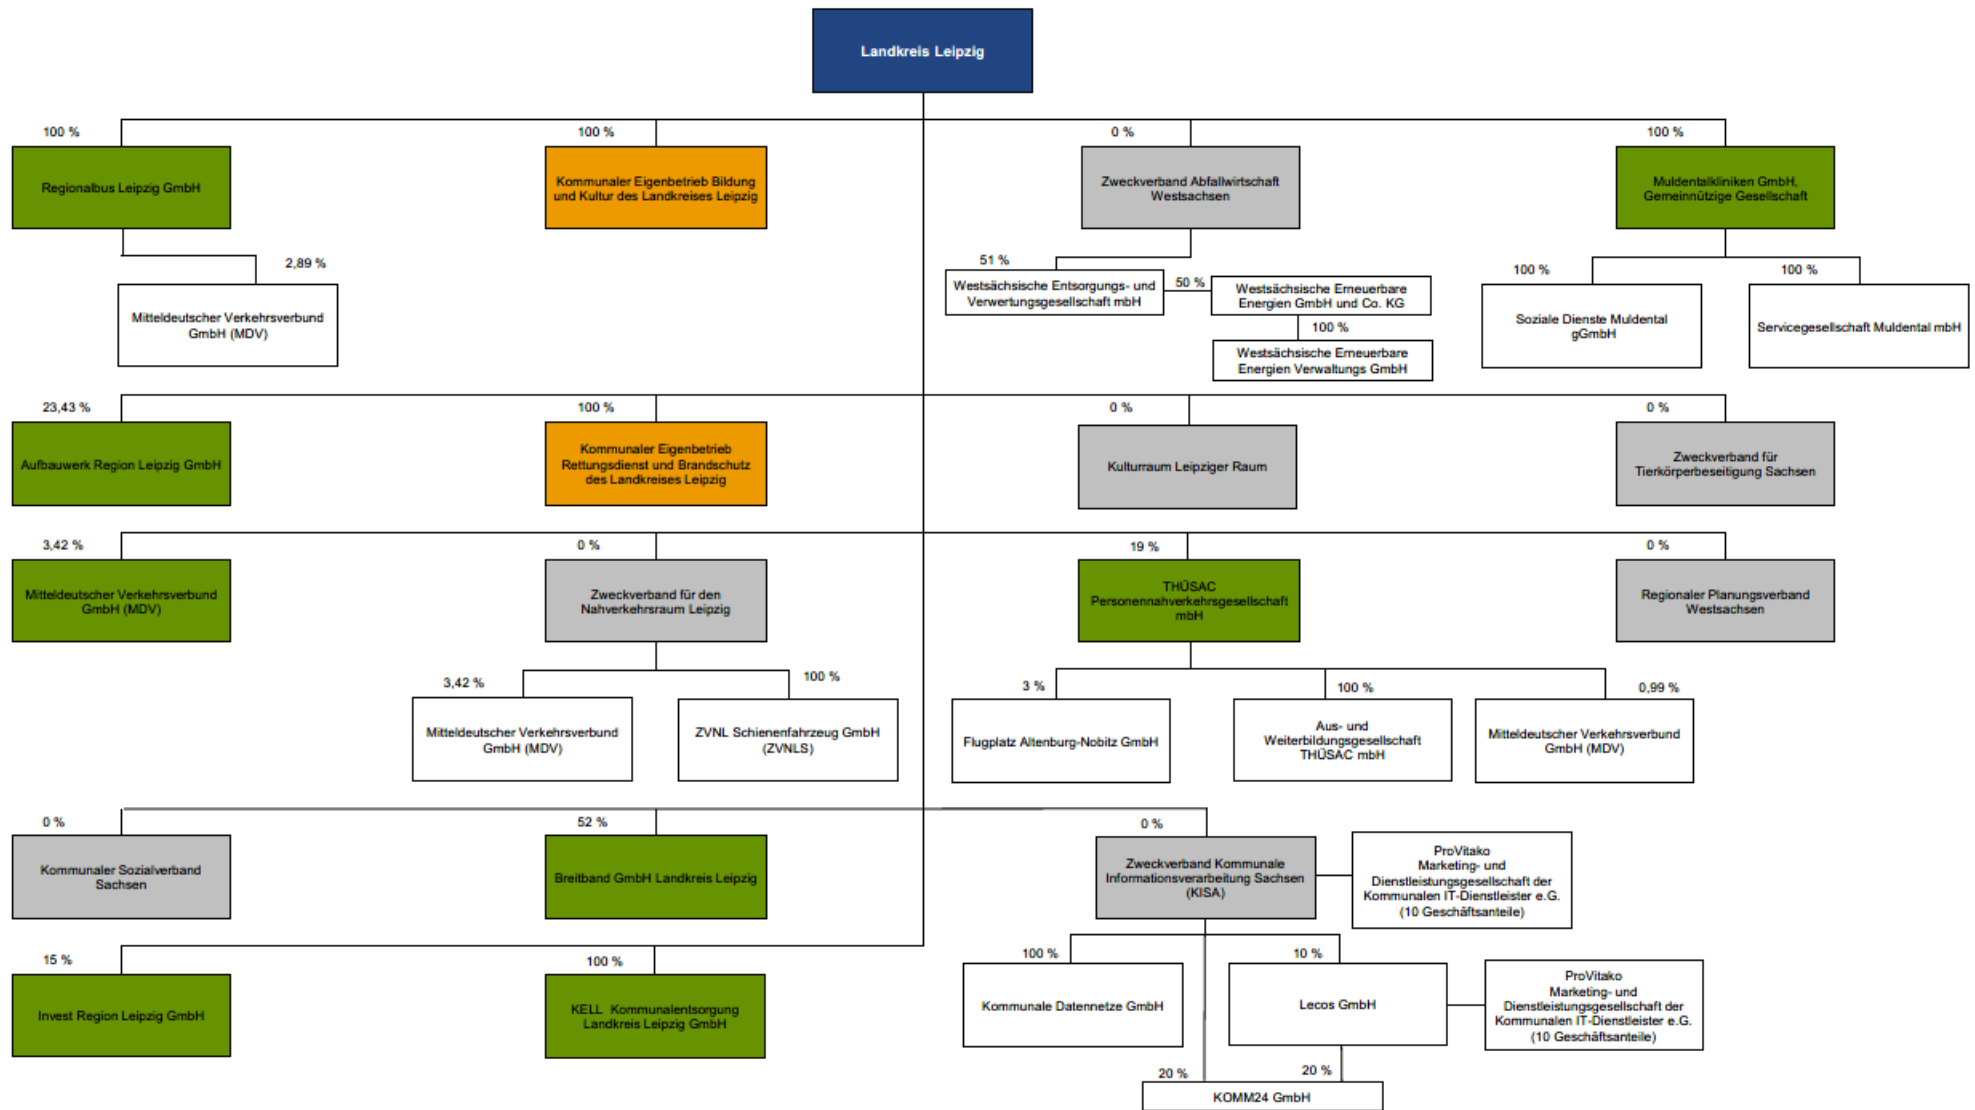 Landkreis Leipzig
100 %
100 %
0 %
100 %
Regionalbus Leipzig GmbH
Kommunaler Eigenbetrieb Bildung
und Kultur des Landkreises Leipzig
Zweckverband Abfallwirtschaft
Westsachsen
Muldentalkliniken GmbH,
Gemeinnützige Gesellschaft
2,89 %
Mitteldeutscher Verkehrsverbund
GmbH (MDV)
51 %
Westsächsische Entsorgungs- und
Verwertungsgesellschaft mbH
50 %
Westsächsische Erneuerbare
Energien GmbH und Co. KG
100 %
Westsächsische Erneuerbare
Energien Verwaltungs GmbH
100 %
100 %
Soziale Dienste Muldental
gGmbH
Servicegesellschaft Muldental mbH
23,43 %
100 %
0 %
0 %
Aufbauwerk Region Leipzig GmbH
Kommunaler Eigenbetrieb
Rettungsdienst und Brandschutz
des Landkreises Leipzig
Kulturraum Leipziger Raum
Zweckverband für
Tierkörperbeseitigung Sachsen
3,42 %
0 %
19 %
0 %
Mitteldeutscher Verkehrsverbund
GmbH (MDV)
Zweckverband für den
Nahverkehrsraum Leipzig
THÜSAC
Personennahverkehrsgesellschaft
mbH
Regionaler Planungsverband
Westsachsen
3,42 %
100 %
3 %
100 %
0,99 %
Mitteldeutscher Verkehrsverbund
GmbH (MDV)
ZVNL Schienenfahrzeug GmbH
(ZVNLS)
Flugplatz Altenburg-Nobitz GmbH
Aus- und
Weiterbildungsgesellschaft
THÜSAC mbH
Mitteldeutscher Verkehrsverbund
GmbH (MDV)
0 %
52 %
0 %
Kommunaler Sozialverband
Sachsen
Breitband GmbH Landkreis Leipzig
Zweckverband Kommunale
Informationsverarbeitung Sachsen
(KISA)
ProVitako
Marketing- und
Dienstleistungsgesellschaft der
Kommunalen IT-Dienstleister e.G.
(10 Geschäftsanteile)
15 %
100 %
100 %
10 %
Invest Region Leipzig GmbH
KELL Kommunalentsorgung
Landkreis Leipzig GmbH
Kommunale Datennetze GmbH
Lecos GmbH
ProVitako
Marketing- und
Dienstleistungsgesellschaft der
Kommunalen IT-Dienstleister e.G.
(10 Geschäftsanteile)
20 %
20 %
KOMM24 GmbH